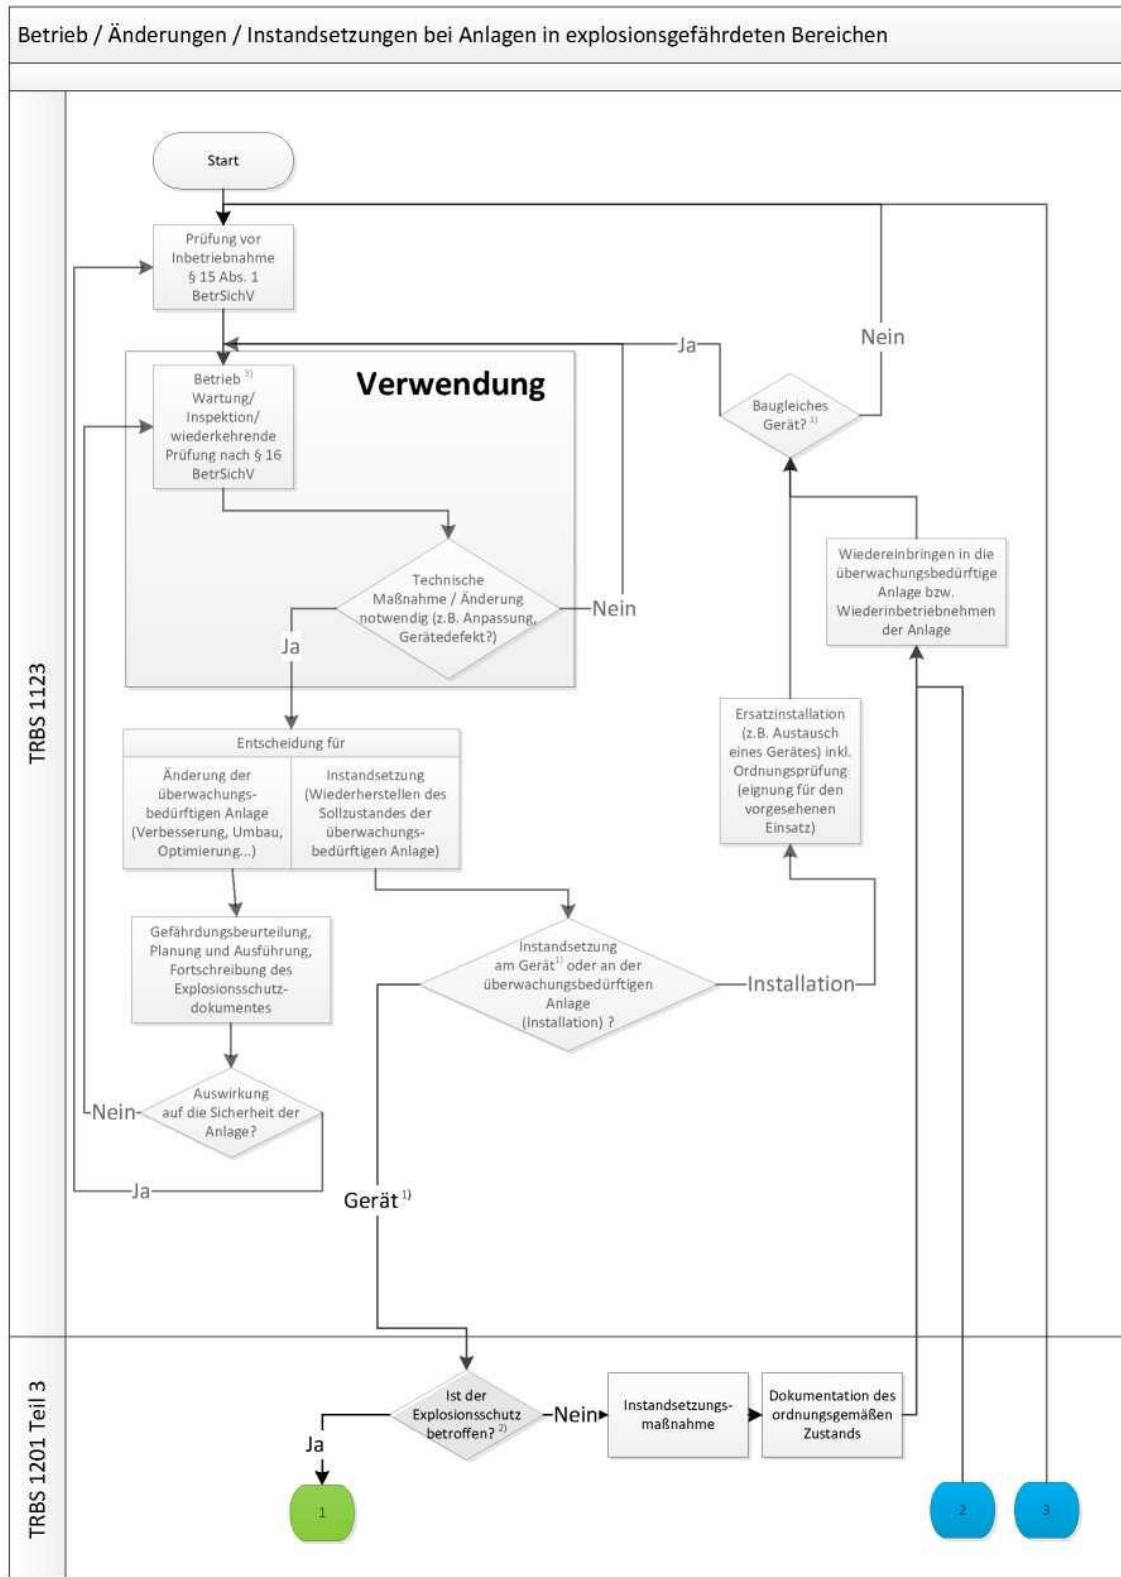 Betrieb / Änderungen / Instandsetzungen bei Anlagen in explosionsgefährdeten Bereichen
TRBS 1123
Start
Prüfung vor
Inbetriebnahme
§ 15 Abs. 1
BetrSichV
Ja
Nein
Verwendung
Betrieb 3)
Wartung/
Inspektion/
wiederkehrende
Prüfung nach § 16
BetrSichV
Baugleiches
Gerät? 1)
Technische
Maßnahme / Änderung
notwendig (z.B. Anpassung,
Gerätedefekt?)
Nein
Ja
Wiedereinbringen in die
überwachungsbedürftige
Anlage bzw.
Wiederinbetriebnehmen
der Anlage
Ersatzinstallation
(z.B. Austausch
eines Gerätes) inkl.
Ordnungsprüfung
(eignung für den
vorgesehenen
Einsatz)
Entscheidung für
Änderung der
überwachungs-
bedürftigen Anlage
(Verbesserung, Umbau,
Optimierung...)
Instandsetzung
(Wiederherstellen des
Sollzustandes der
überwachungs-
bedürftigen Anlage)
Gefährdungsbeurteilung,
Planung und Ausführung,
Fortschreibung des
Explosionsschutz-
dokumentes
Instandsetzung
am Gerät 1) oder an der
überwachungsbedürftigen
Anlage
(Installation) ?
Installation
Auswirkung
auf die Sicherheit der
Anlage?
Nein
Ja
Gerät 1)
TRBS 1201 Teil 3
Ist der
Explosionsschutz
betroffen? 2)
Nein
Ja
Instandsetzungs-
maßnahme
Dokumentation des
ordnungsgemäßen
Zustands
1
2
3